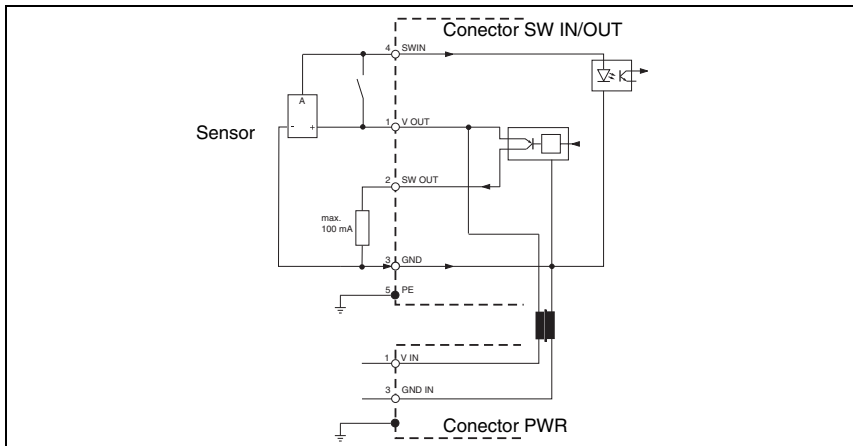 Conector SW IN/OUT
4 SWIN
A
- +
Sensor
1 V OUT
2 SW OUT
max.
100 mA
3 GND
5 PE
1 V IN
3 GND IN
Conector PWR